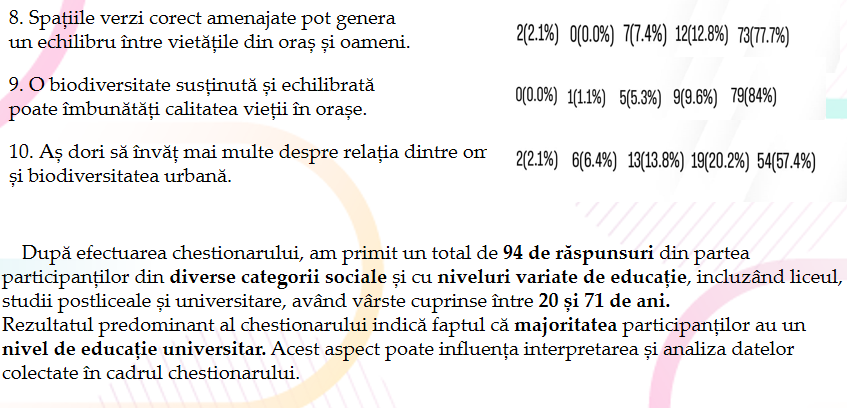 8. Spațiile verzi corect amenajate pot genera
un echilibru între vietățile din oraș și oameni.
2(2.1%) 0(0.0%) 7(7.4%) 12(12.8%) 73(77.7%)
9. O biodiversitate susținută și echilibrată
poate îmbunătăți calitatea vieții în orașe.
0(0.0%) 1(1.1%) 5(5.3%) 9(9.6%) 79(84%)
10. Aș dori să învăț mai multe despre relația dintre
și biodiversitatea urbană.
2(2.1%) 6(6.4%) 13(13.8%) 19(20.2%) 54(57.4%)
După efectuarea chestionarului, am primit un total de 94 de răspunsuri din partea
participanților din diverse categorii sociale și cu niveluri variate de educație, incluzând liceul,
studii postliceale și universitare, având vârste cuprinse între 20 și 71 de ani.
Rezultatul predominant al chestionarului indică faptul că majoritatea participanților au un
nivel de educație universitar. Acest aspect poate influența interpretarea și analiza datelor
colectate în cadrul chestionarului.